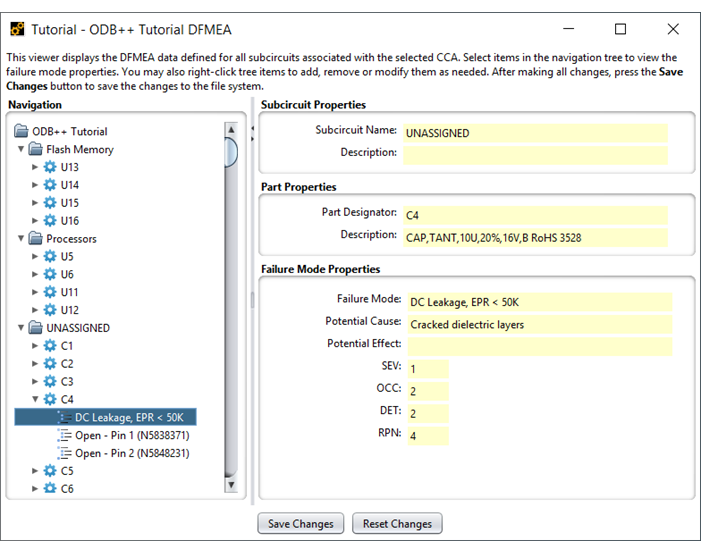 Tutorial - ODB++ Tutorial DFMEA
This viewer displays the DFMEA data defined for all subcircuits associated with the selected CCA. Select items in the navigation tree to view the
failure mode properties. You may also right-click tree items to add, remove or modify them as needed. After making all changes, press the Save
Changes button to save the changes to the file system.
Navigation
ODB++ Tutorial
Flash Memory
U13
U14
U15
U16
Processors
U5
U6
U11
U12
UNASSIGNED
C1
C2
C3
C4
DC Leakage, EPR < 50K
Open - Pin 1 (N5838371)
Open - Pin 2 (N5848231)
C5
C6
Subcircuit Properties
Subcircuit Name: UNASSIGNED
Description:
Part Properties
Part Designator: C4
Description: CAP,TANT,10U,20%,16V,B RoHS 3528
Failure Mode Properties
Failure Mode: DC Leakage, EPR < 50K
Potential Cause: Cracked dielectric layers
Potential Effect:
SEV: 1
OCC: 2
DET: 2
RPN: 4
Save Changes
Reset Changes